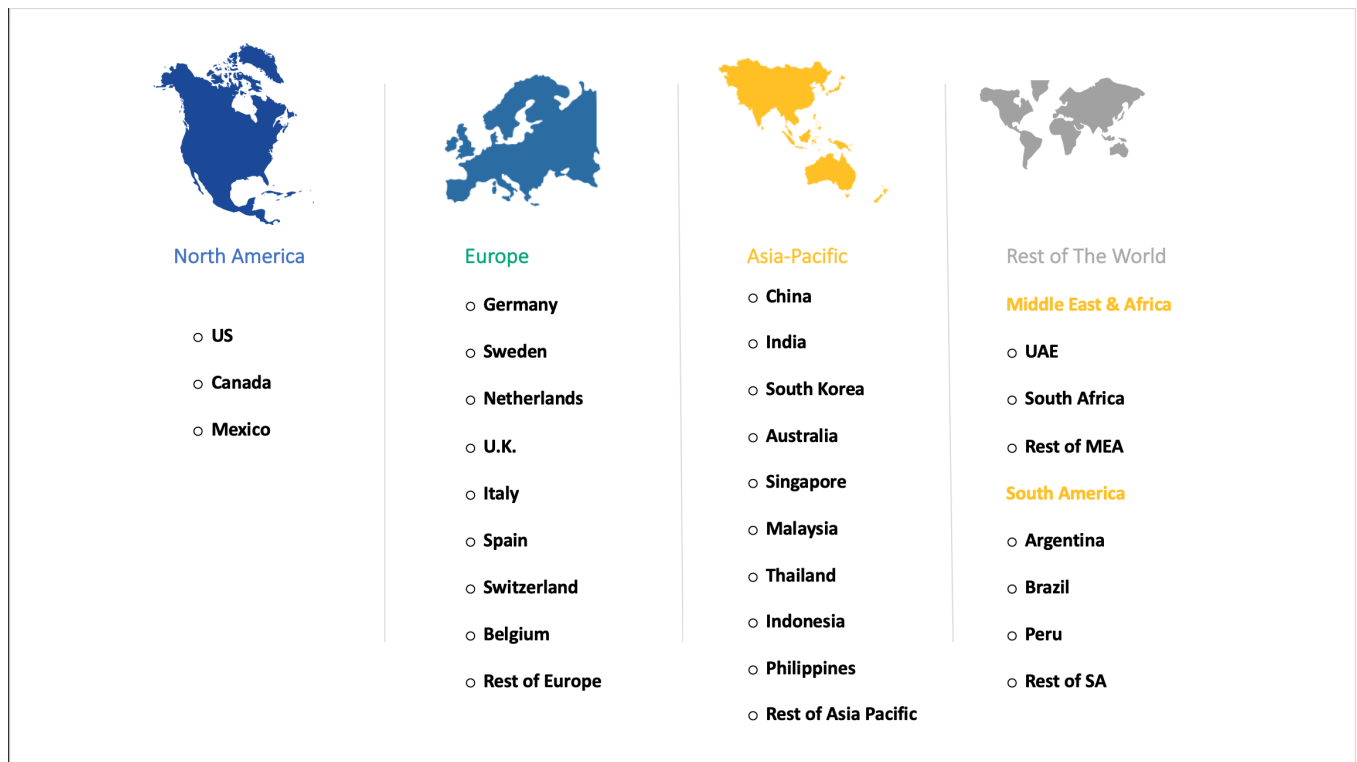 North America
US
Canada
Mexico
Europe
Germany
Sweden
Netherlands
U.K.
Italy
Spain
Switzerland
Belgium
Rest of Europe
Asia-Pacific
China
India
South Korea
Australia
Singapore
Malaysia
Thailand
Indonesia
Philippines
Rest of Asia Pacific
Rest of The World
Middle East & Africa
UAE
South Africa
Rest of MEA
South America
Argentina
Brazil
Peru
Rest of SA